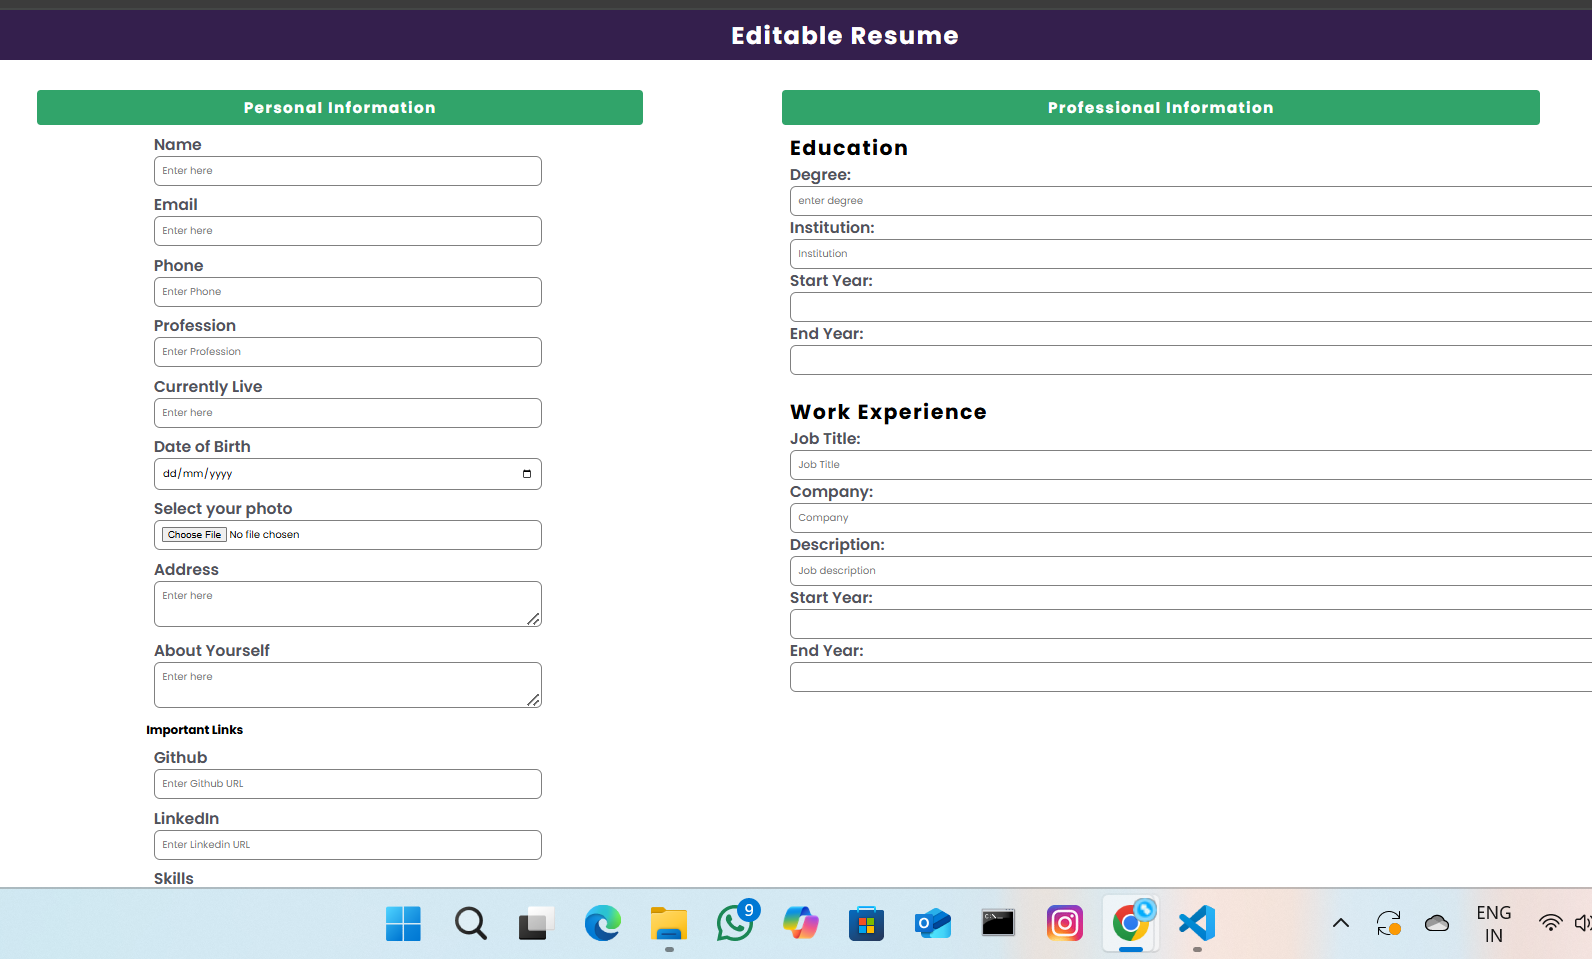 Editable Resume
Personal Information
Name
Enter here
Email
Enter here
Phone
Enter Phone
Profession
Enter Profession
Currently Live
Enter here
Date of Birth
dd/mm/yyyy
Select your photo
Choose File No file chosen
Address
Enter here
About Yourself
Enter here
Important Links
Github
Enter Github URL
LinkedIn
Enter Linkedin URL
Skills
Professional Information
Education
Degree:
enter degree
Institution:
Institution
Start Year:
End Year:
Work Experience
Job Title:
Job Title
Company:
Company
Description:
Job description
Start Year:
End Year:
9
ENG
IN